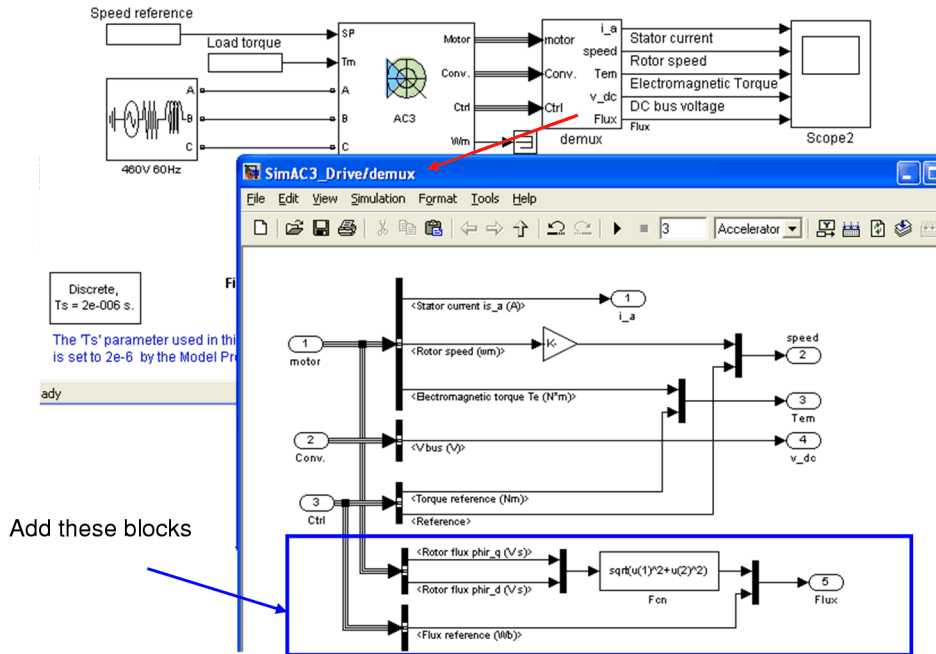 Speed reference
Load torque
SP
Tm
A
B
C
A
B
C
460V 60Hz
Motor
Conv.
Ctrl
Wm
AC3
motor
Conv.
Ctrl
i_a
speed
Tem
v_dc
Flux
demux
Stator current
Rotor speed
Electromagnetic Torque
DC bus voltage
Flux
Scope2
SimAC3_Drive/demux
File Edit View Simulation Format Tools Help
3
Accelerator
Discrete,
Ts = 2e-006 s.
The 'Ts' parameter used in thi
is set to 2e-6 by the Model Pr
ady
1
motor
<Stator current is_a (A)>
1
i_a
<Rotor speed (wm)>
-K-
speed
2
<Electromagnetic torque Te (N*m)>
3
Tem
2
Conv.
<Vbus (V)>
4
v_dc
3
Ctrl
<Torque reference (Nm)>
<Reference>
Add these blocks
<Rotor flux phir_q (Vs)>
<Rotor flux phir_d (Vs)>
sqrt(u(1)^2+u(2)^2)
Fcn
5
Flux
<Flux reference (Wb)>